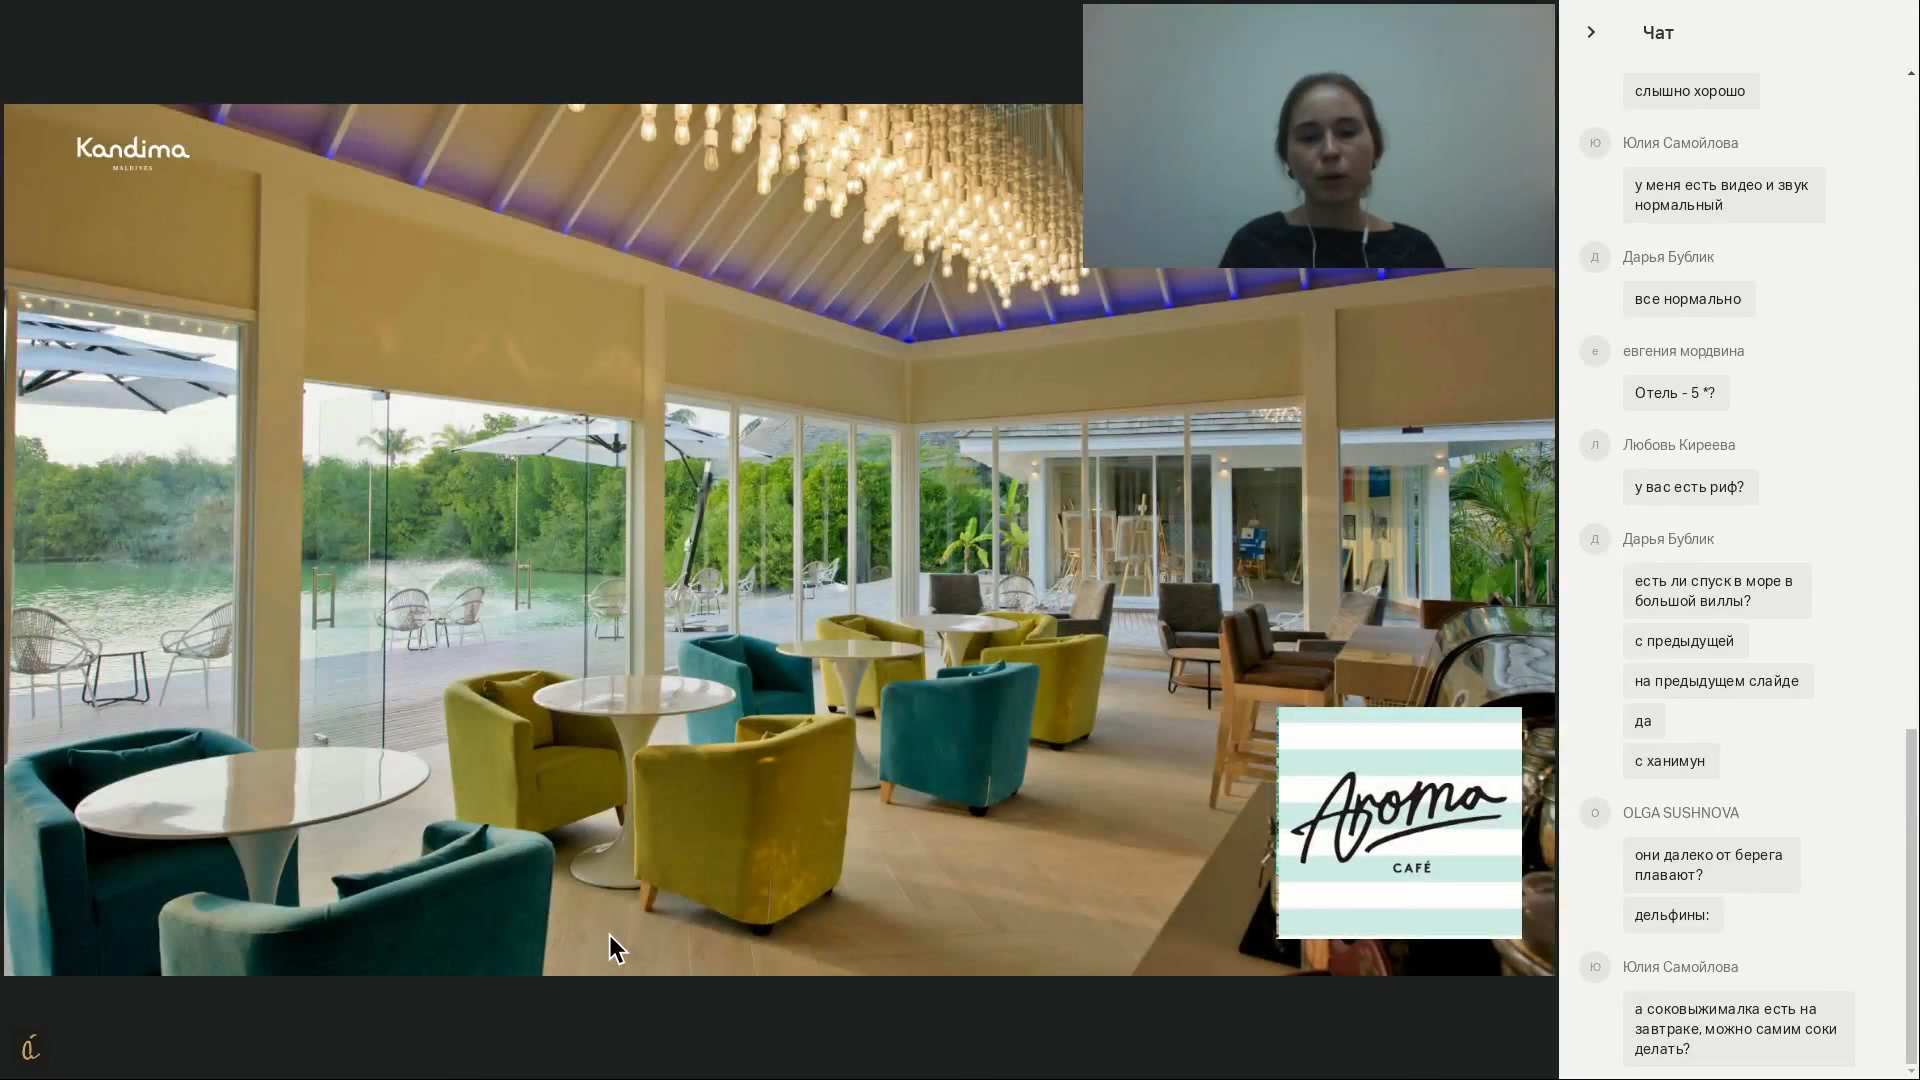 Kandima
MALDIVES
Aroma
CAFÉ
á
Чат
слышно хорошо
Ю
Юлия Самойлова
у меня есть видео и звук
нормальный
Д
Дарья Бублик
все нормально
е
евгения мордвина
Отель - 5 *?
Л
Любовь Киреева
у вас есть риф?
Д
Дарья Бублик
есть ли спуск в море в
большой виллы?
с предыдущей
на предыдущем слайде
да
с ханимун
O
OLGA SUSHNOVA
они далеко от берега
плавают?
дельфины:
Ю
Юлия Самойлова
а соковыжималка есть на
завтраке, можно самим соки
делать?